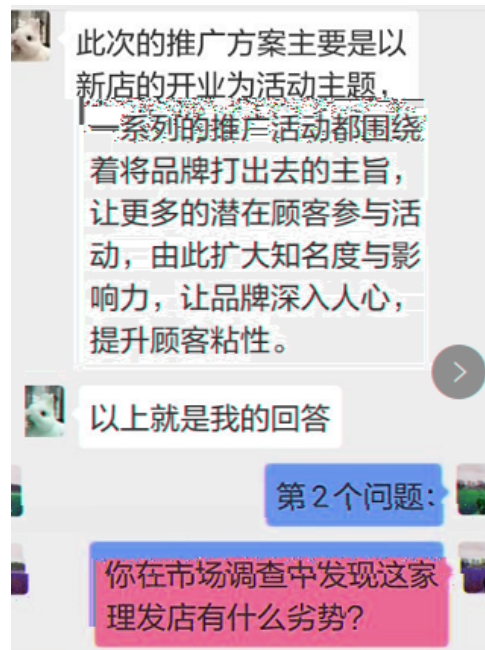 此次的推广方案主要是以
新店的开业为活动主题，
一系列的推广活动都围绕
着将品牌打出去的主旨，
让更多的潜在顾客参与活
动，由此扩大知名度与影
响力，让品牌深入人心，
提升顾客粘性。
以上就是我的回答
第2个问题：
你在市场调查中发现这家
理发店有什么劣势？